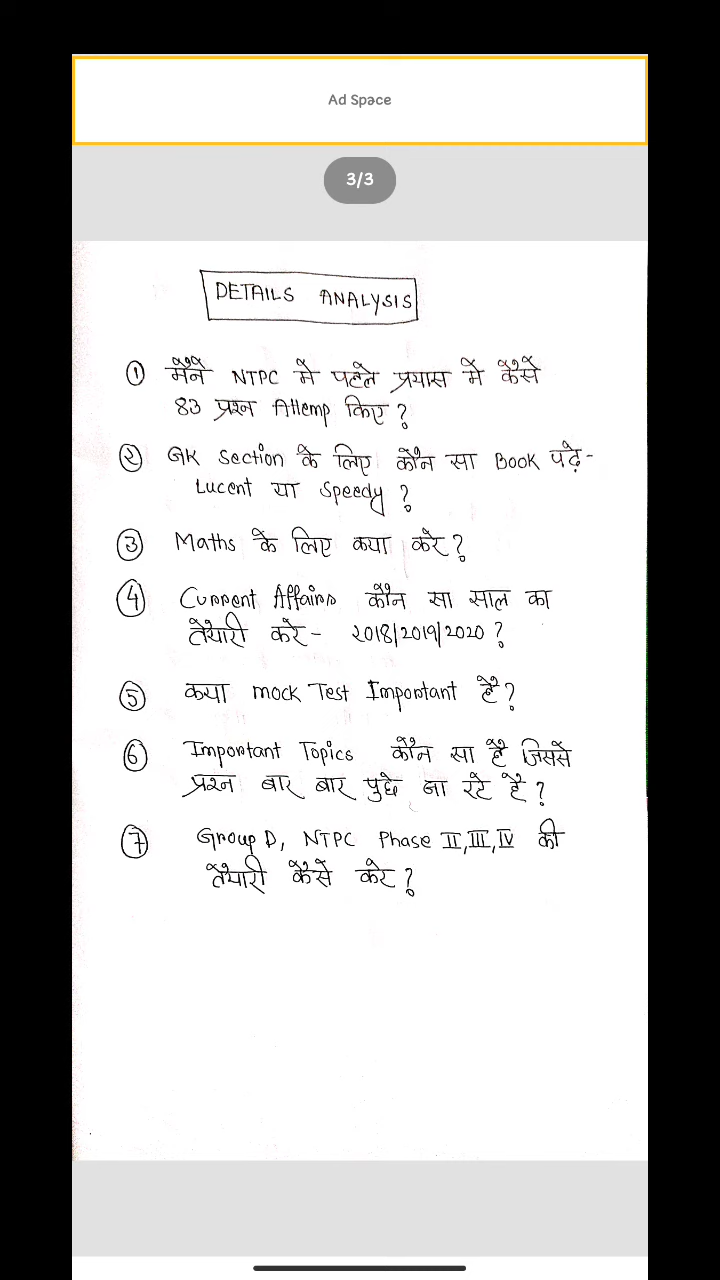 Ad Space
3/3
DETAILS ANALYSIS
① मैंने NTPC में पहले प्रयास में कैसे
83 प्रश्न Attemp किए ?
② GK Section के लिए कौन सा Book पढ़े-
Lucent या Speedy ?
③ Maths के लिए क्या करे ?
④ Current Affairs कौन सा साल का
तैयारी करे - 2018/2019/2020 ?
⑤ क्या mock Test Important है ?
⑥ Important Topics कौन सा है जिससे
प्रश्न बार बार पुछे जा रहे है ?
⑦ Group D, NTPC Phase II, III, IV की
तैयारी कैसे करे ?